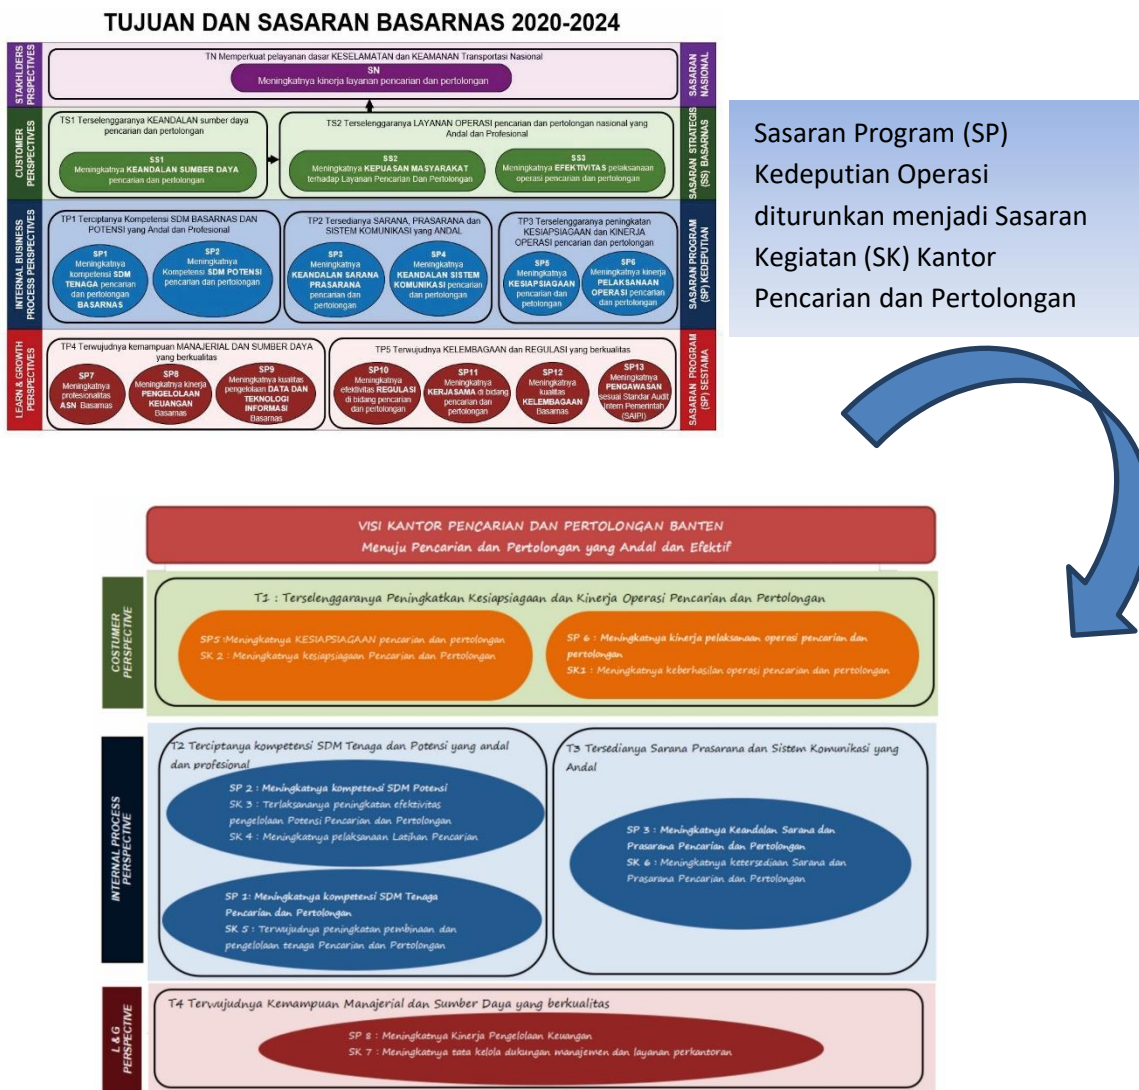 TUJUAN DAN SASARAN BASARNAS 2020-2024
STAKHLDERS
PRSPECTIVES
TN Memperkuat pelayanan dasar KESELAMATAN dan KEAMANAN Transportasi Nasional
SN
Meningkatnya kinerja layanan pencarian dan pertolongan
SASARAN
NASIONAL
CUSTOMER
PERSPECTIVES
TS1 Terselenggaranya KEANDALAN sumber daya
pencarian dan pertolongan
SS1
Meningkatnya KEANDALAN SUMBER DAYA
pencarian dan pertolongan
TS2 Terselenggaranya LAYANAN OPERASI pencarian dan pertolongan nasional yang
Andal dan Profesional
SS2
Meningkatnya KEPUASAN MASYARAKAT
terhadap Layanan Pencarian Dan Pertolongan
SS3
Meningkatnya EFEKTIVITAS pelaksanaan
operasi pencarian dan pertolongan
SASARAN STRATEGIS
(SS) BASARNAS
INTERNAL BUSINESS
PROCESS PERSPECTIVES
TP1 Terciptanya Kompetensi SDM BASARNAS DAN
POTENSI yang Andal dan Profesional
SP1
Meningkatnya
kompetensi SDM
TENAGA pencarian
dan pertolongan
BASARNAS
SP2
Meningkatnya
Kompetensi SDM POTENSI
pencarian dan pertolongan
TP2 Tersedianya SARANA, PRASARANA dan
SISTEM KOMUNIKASI yang ANDAL
SP3
Meningkatnya
KEANDALAN SARANA
PRASARANA
pencarian dan
pertolongan
SP4
Meningkatnya
KEANDALAN SISTEM
KOMUNIKASI pencarian
dan pertolongan
TP3 Terselenggaranya peningkatan
KESIAPSIAGAAN dan KINERJA
OPERASI pencarian dan pertolongan
SP5
Meningkatnya
KESIAPSIAGAAN
pencarian dan
petolongan
SP6
Meningkatnya kinerja
PELAKSANAAN
OPERASI pencarian
dan pertolongan
SASARAN PROGRAM
(SP) KEDEPUTIAN
LEARN & GROWTH
PERSPECTIVES
TP4 Terwujudnya kemampuan MANAJERIAL DAN SUMBER DAYA
yang berkualitas
SP7
Meningkatnya
profesionalitas
ASN Basarnas
SP8
Meningkatnya kinerja
PENGELOLAAN
KEUANGAN
Basarnas
SP9
Meningkatnya kualitas
pengelolaan DATA DAN
TEKNOLOGI
INFORMASI
Basarnas
TP5 Terwujudnya KELEMBAGAAN dan REGULASI yang berkualitas
SP10
Meningkatnya
efektivitas REGULASI
di bidang pencarian
dan pertolongan
SP11
Meningkatnya
KERJASAMA di bidang
pencarian dan
pertolongan
SP12
Meningkatnya
kualitas
KELEMBAGAAN
Basarnas
SP13
Meningkatnya
PENGAWASAN
sesuai Standar Audit
Intern Pemerintah
(SAIPI)
SASARAN PROGRAM
(SP) SESTAMA
Sasaran Program (SP)
Kedeputian Operasi
diturunkan menjadi Sasaran
Kegiatan (SK) Kantor
Pencarian dan Pertolongan
VISI KANTOR PENCARIAN DAN PERTOLONGAN BANTEN
Menuju Pencarian dan Pertolongan yang Andal dan Efektif
COSTUMER
PERSPECTIVE
T1 : Terselenggaranya Peningkatkan Kesiapsiagaan dan Kinerja Operasi Pencarian dan Pertolongan
SP5 :Meningkatnya KESIAPSIAGAAN pencarian dan pertolongan
SK 2 : Meningkatnya kesiapsiagaan Pencarian dan Pertolongan
SP 6 : Meningkatnya kinerja pelaksanaan operasi pencarian dan
pertolongan
SK1 : Meningkatnya keberhasilan operasi pencarian dan pertolongan
INTERNAL PROCESS
PERSPECTIVE
T2 Terciptanya kompetensi SDM Tenaga dan Potensi yang andal
dan profesional
SP 2 : Meningkatnya kompetensi SDM Potensi
SK 3 : Terlaksananya peningkatan efektivitas
pengelolaan Potensi Pencarian dan Pertolongan
SK 4 : Meningkatnya pelaksanaan Latihan Pencarian
SP 1: Meningkatnya kompetensi SDM Tenaga
Pencarian dan Pertolongan
SK 5 : Terwujudnya peningkatan pembinaan dan
pengelolaan tenaga Pencarian dan Pertolongan
T3 Tersedianya Sarana Prasarana dan Sistem Komunikasi yang
Andal
SP 3 : Meningkatnya Keandalan Sarana dan
Prasarana Pencarian dan Pertolongan
SK 6 : Meningkatnya ketersediaan Sarana dan
Prasarana Pencarian dan Pertolongan
L & G
PERSPECTIVE
T4 Terwujudnya Kemampuan Manajerial dan Sumber Daya yang berkualitas
SP 8 : Meningkatnya Kinerja Pengelolaan Keuangan
SK 7 : Meningkatnya tata kelola dukungan manajemen dan layanan perkantoran